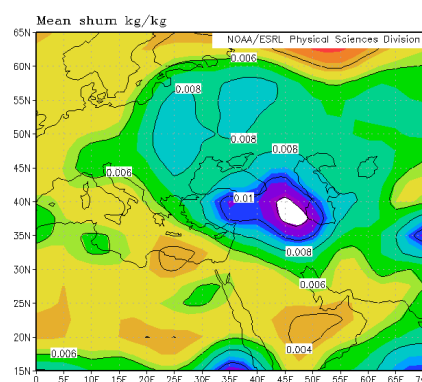 Mean shum kg/kg
NOAA/ESRL Physical Sciences Division
65N
0.006
60N
55N
0.008
50N
0.008
45N
0.006
0.006
40N
0.01
35N
0.008
30N
0.006
25N
20N
0.004
0.006
15N
0 5E 10E 15E 20E 25E 30E 35E 40E 45E 50E 55E 60E 65E 70E